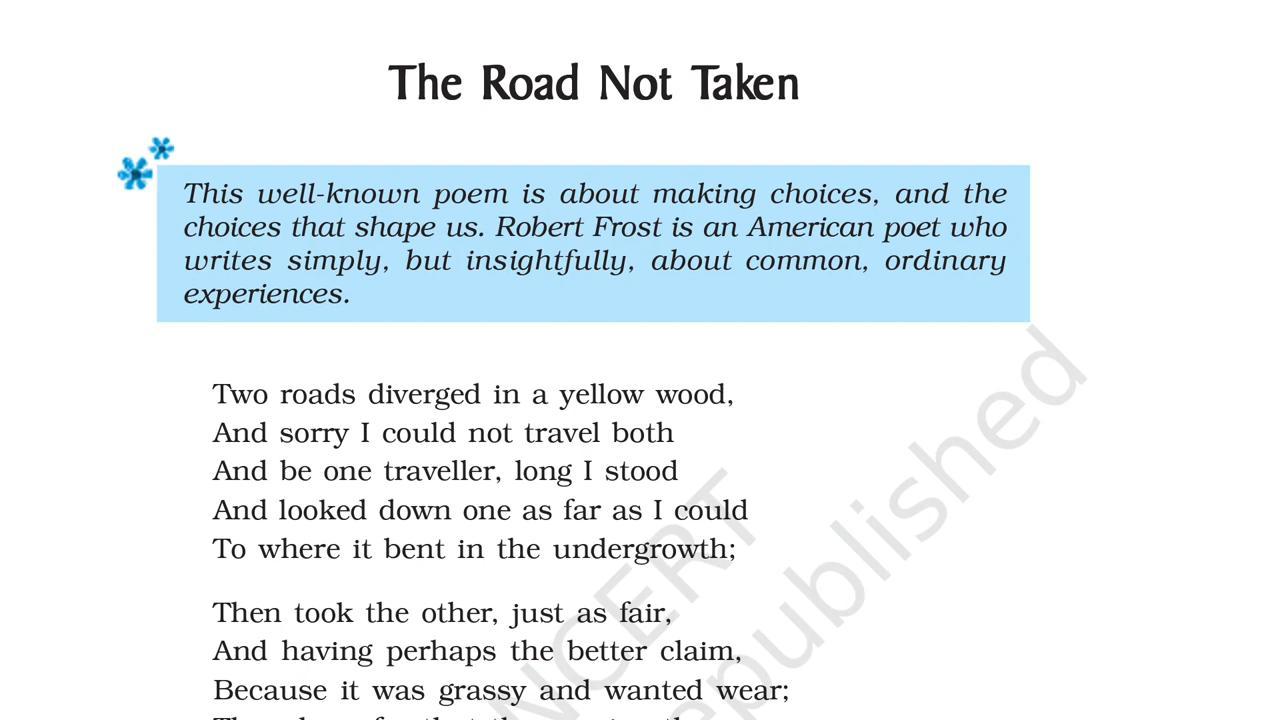 The Road Not Taken
This well-known poem is about making choices, and the
choices that shape us. Robert Frost is an American poet who
writes simply, but insightfully, about common, ordinary
experiences.
Two roads diverged in a yellow wood,
And sorry I could not travel both
And be one traveller, long I stood
And looked down one as far as I could
To where it bent in the undergrowth;
Then took the other, just as fair,
And having perhaps the better claim,
Because it was grassy and wanted wear;
NCERT
republished